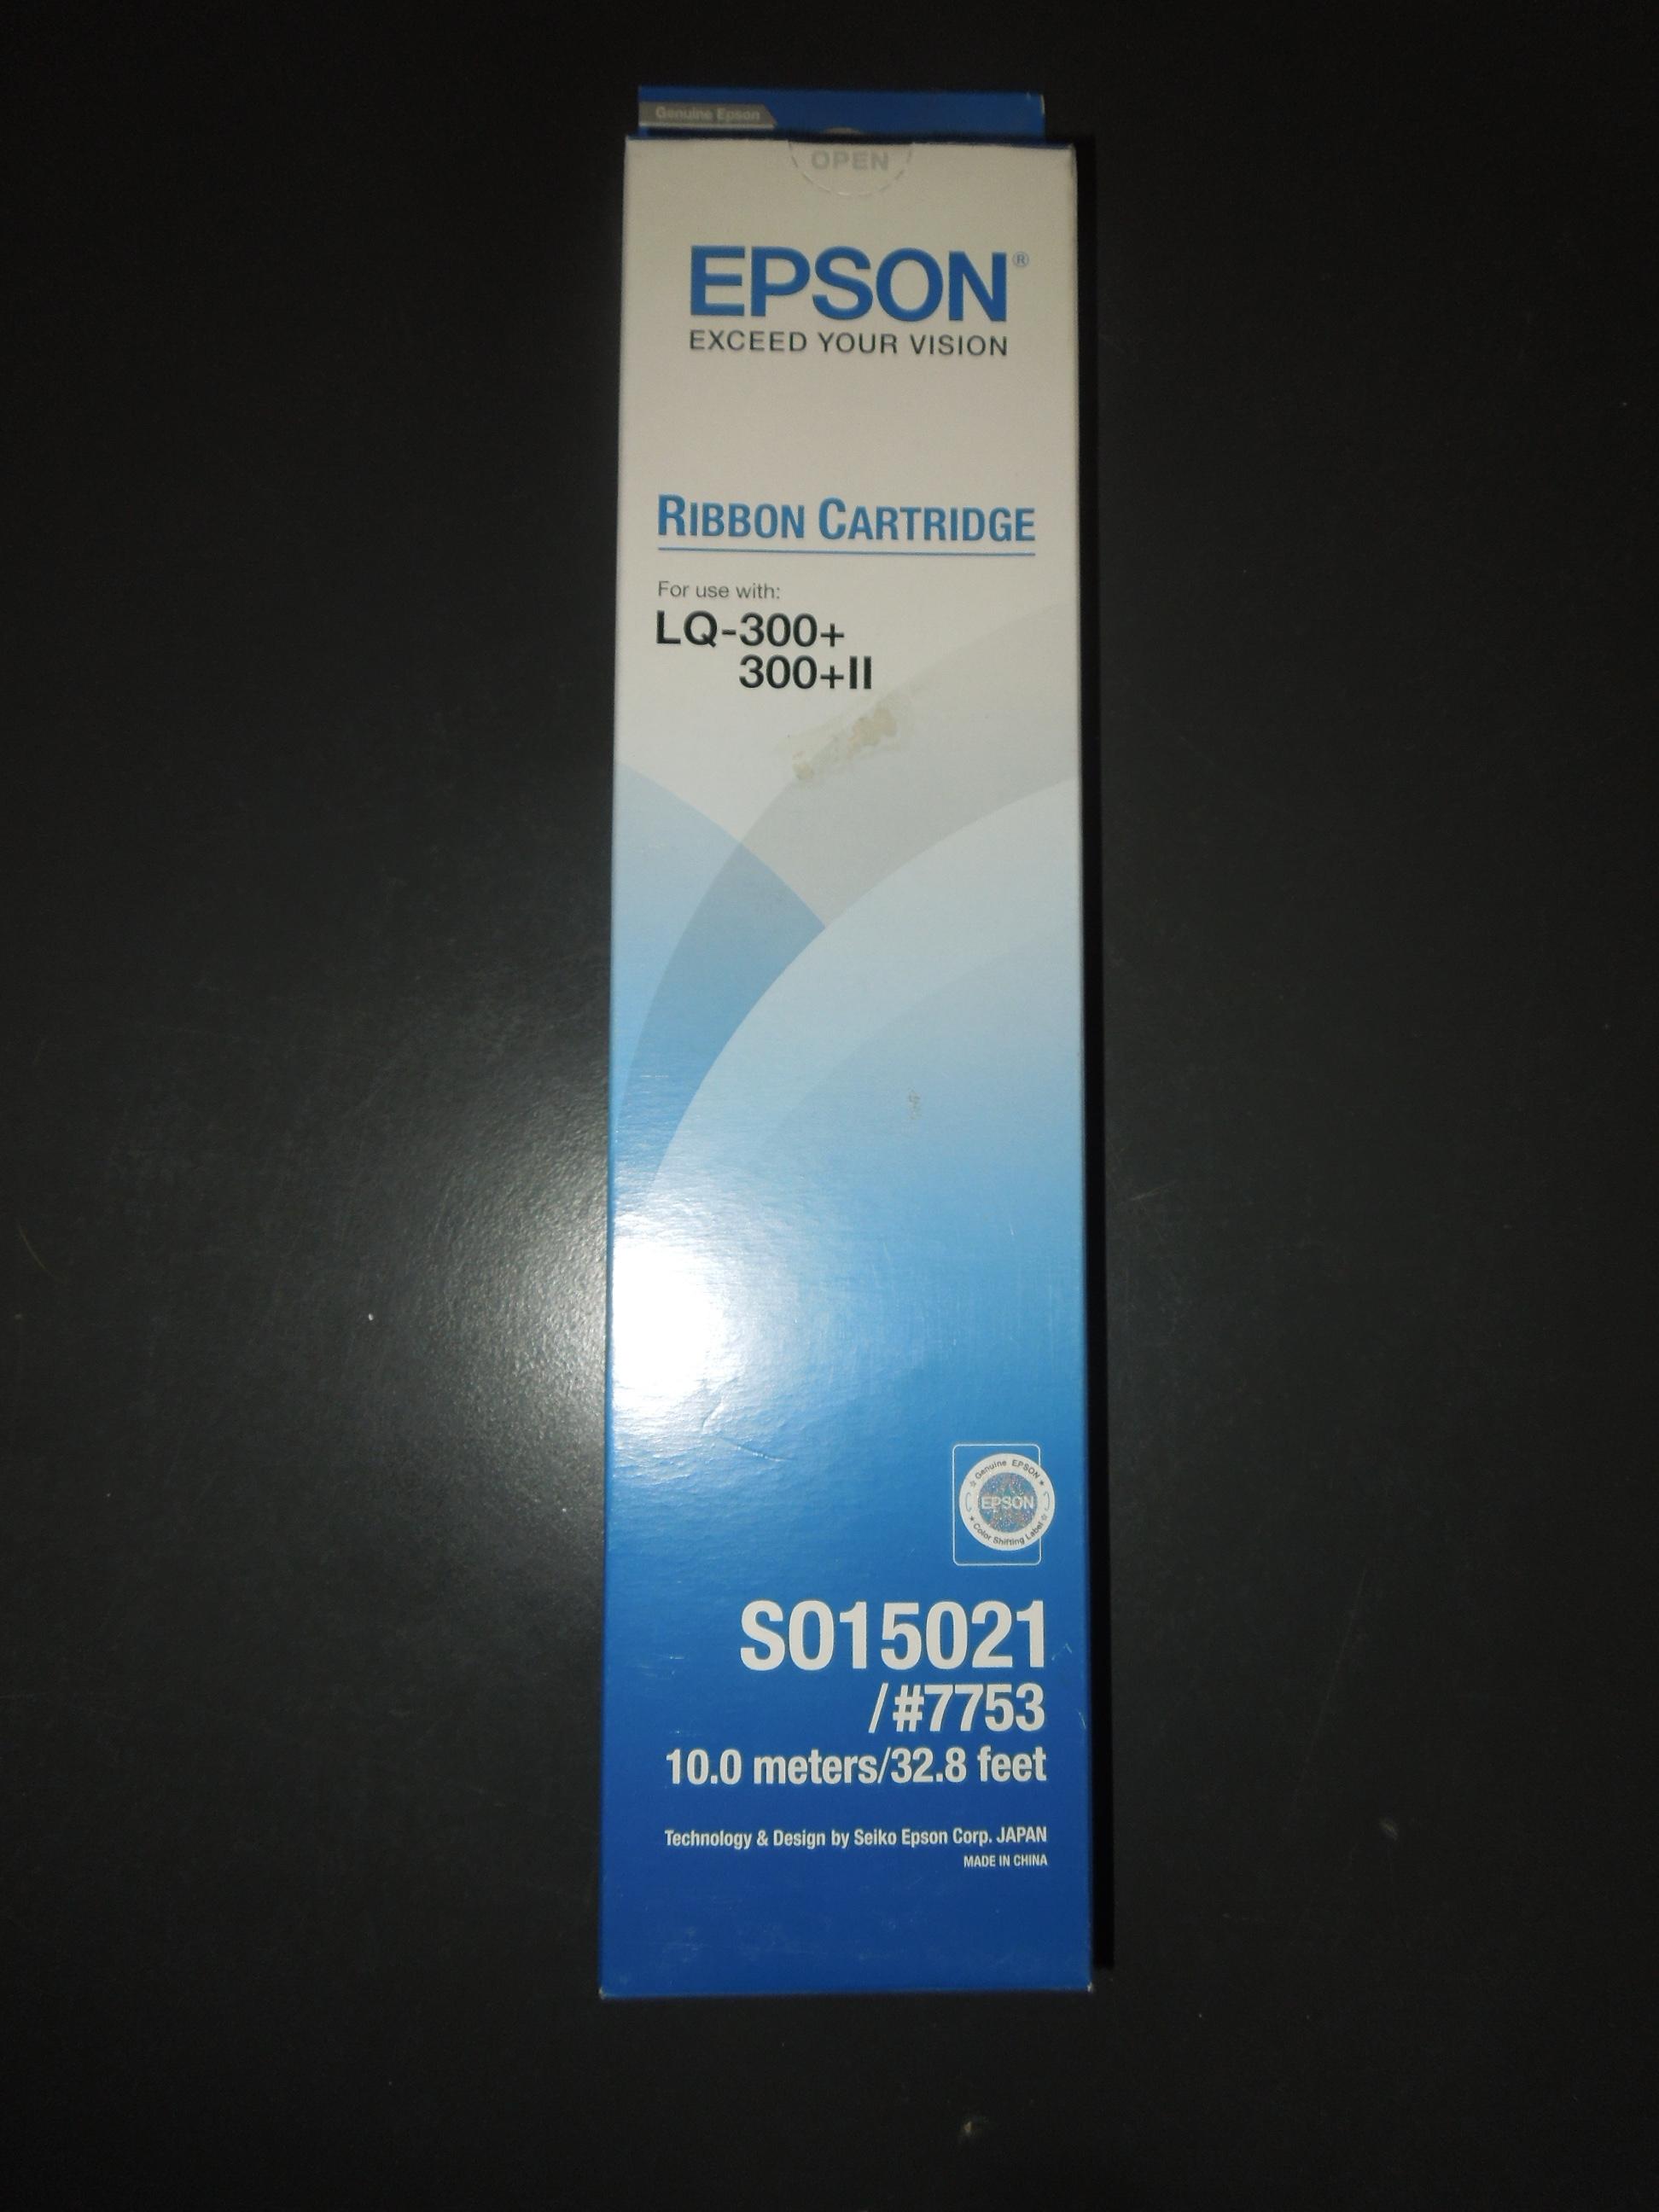 Genuine Epson
OPEN
EPSON®
EXCEED YOUR VISION
RIBBON CARTRIDGE
For use with:
LQ-300+
300+II
Genuine EPSON
EPSON
Color Shifting Label
S015021
/#7753
10.0 meters/32.8 feet
Technology & Design by Seiko Epson Corp. JAPAN
MADE IN CHINA